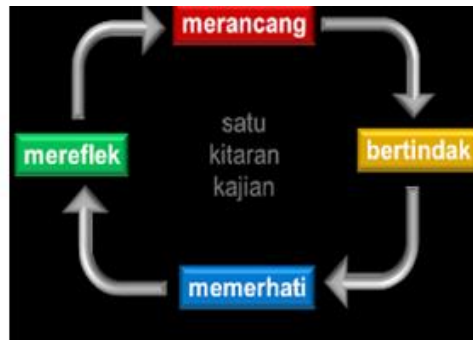 merancang
satu
kitaran
kajian
mereflek
bertindak
memerhati